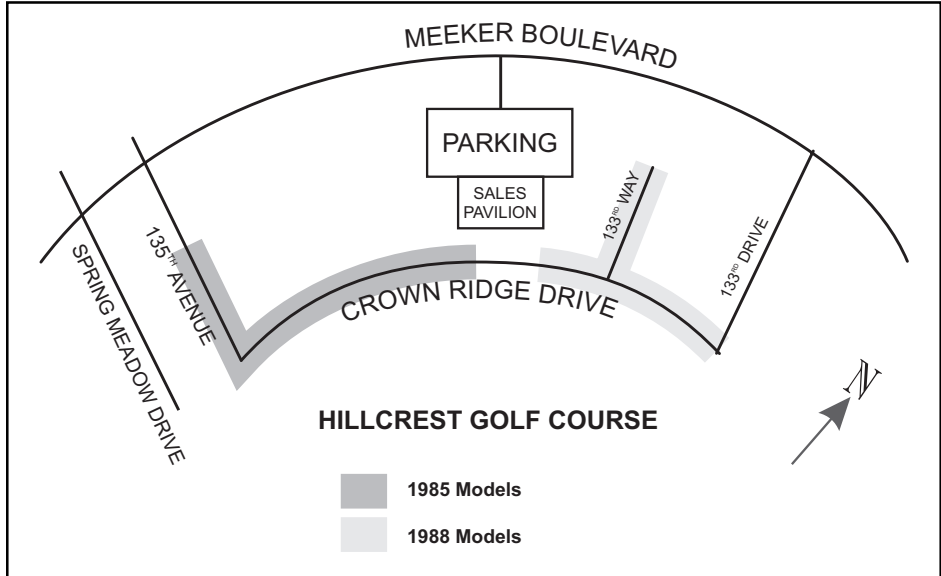 MEEKER BOULEVARD
PARKING
SALES
PAVILION
133RD WAY
133RD DRIVE
135TH AVENUE
SPRING MEADOW DRIVE
CROWN RIDGE DRIVE
N
HILLCREST GOLF COURSE
1985 Models
1988 Models